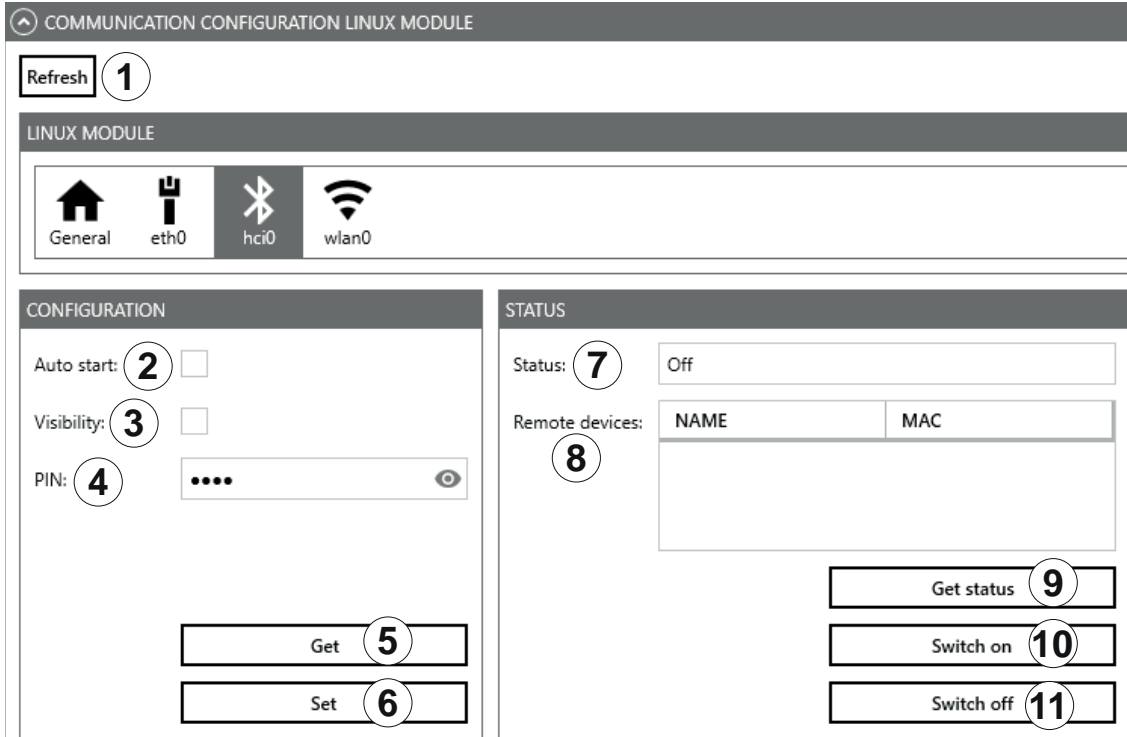 COMMUNICATION CONFIGURATION LINUX MODULE
Refresh 1
LINUX MODULE
General eth0 hci0 wlan0
CONFIGURATION
Auto start: 2
Visibility: 3
PIN: 4 ••••
Get 5
Set 6
STATUS
Status: 7 Off
Remote devices: NAME MAC
8
Get status 9
Switch on 10
Switch off 11